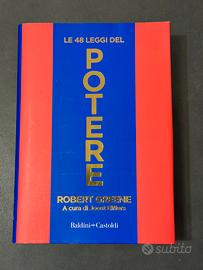 LE 48 LEGGI DEL
POTERE
ROBERT GREENE
A cura di Joost Elffers
Baldini+Castoldi
subito